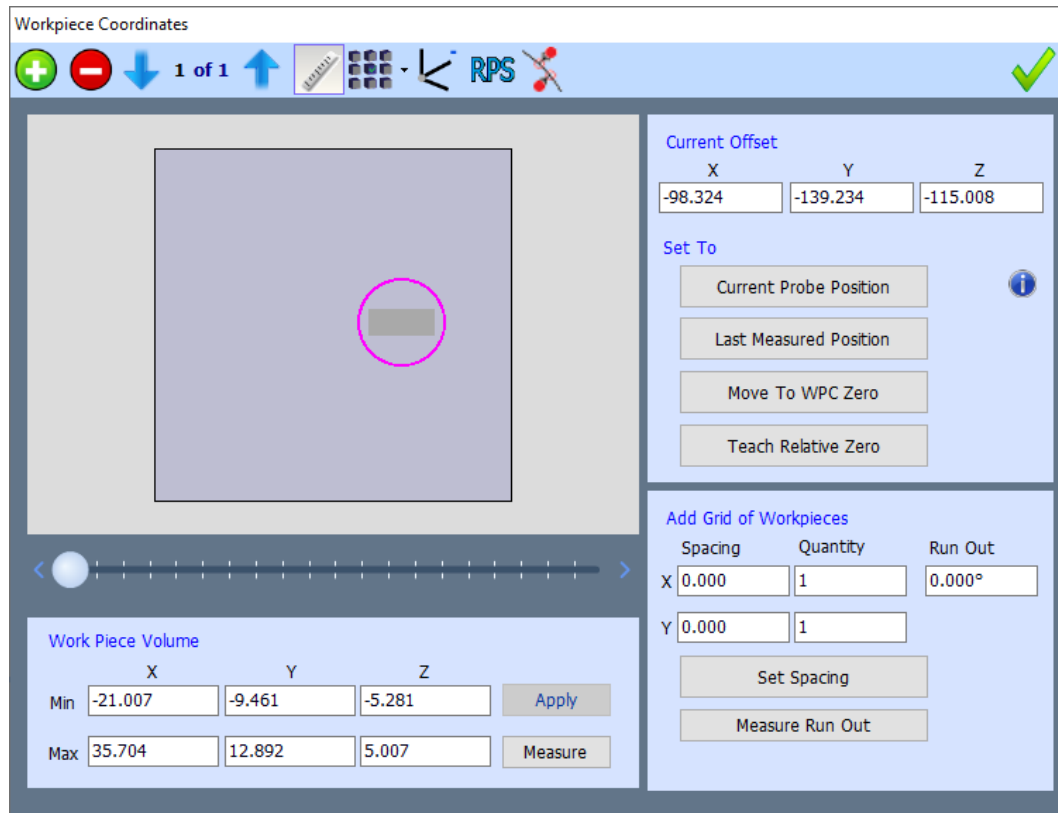 Workpiece Coordinates
1 of 1
RPS
Current Offset
X Y Z
-98.324 -139.234 -115.008
Set To
Current Probe Position
Last Measured Position
Move To WPC Zero
Teach Relative Zero
Work Piece Volume
X Y Z
Min -21.007 -9.461 -5.281 Apply
Max 35.704 12.892 5.007 Measure
Add Grid of Workpieces
Spacing Quantity Run Out
X 0.000 1 0.000°
Y 0.000 1
Set Spacing
Measure Run Out